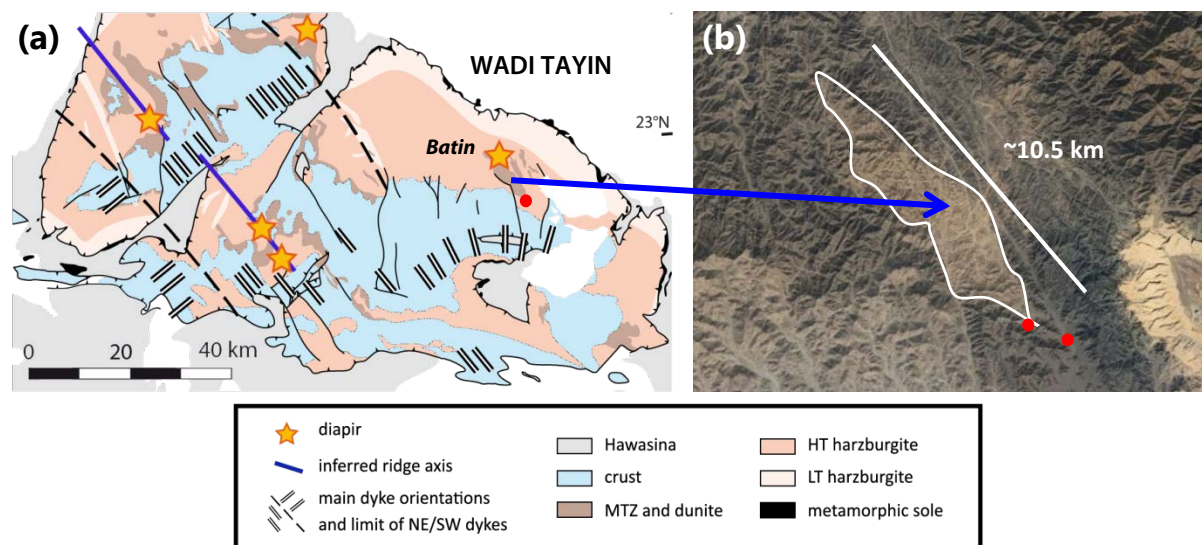 (a)
WADI TAYIN
23°N
Batin
0 20 40 km
(b)
~10.5 km
diapir
inferred ridge axis
main dyke orientations
and limit of NE/SW dykes
Hawasina
crust
MTZ and dunite
HT harzburgite
LT harzburgite
metamorphic sole